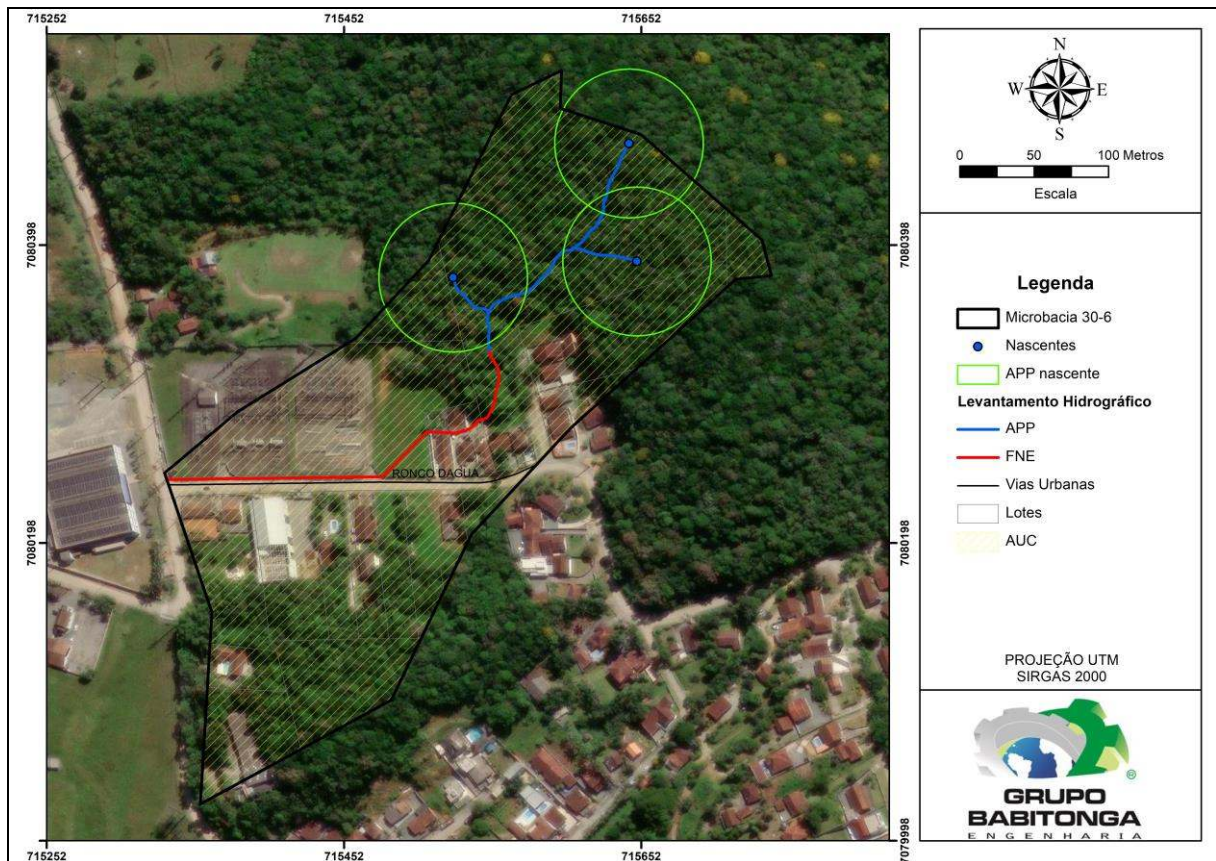 715252
715452
715652
7080398
7080198
7080398
7080198
7079998
715252
715452
715652
RONCO DAGUA
N
W
E
S
0 50 100 Metros
Escala
Legenda
Microbacia 30-6
Nascentes
APP nascente
Levantamento Hidrográfico
APP
FNE
Vias Urbanas
Lotes
AUC
PROJEÇÃO UTM
SIRGAS 2000
®
GRUPO
BABITONGA
ENGENHARIA